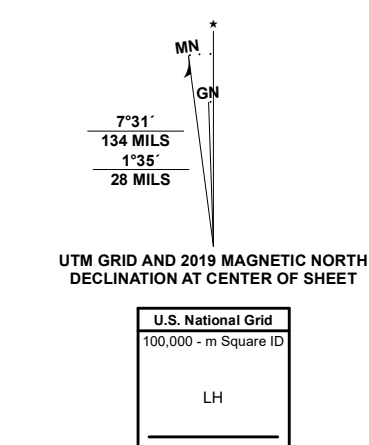 MN
GN
7°31´
134 MILS
1°35´
28 MILS
UTM GRID AND 2019 MAGNETIC NORTH
DECLINATION AT CENTER OF SHEET
U.S. National Grid
100,000 - m Square ID
LH